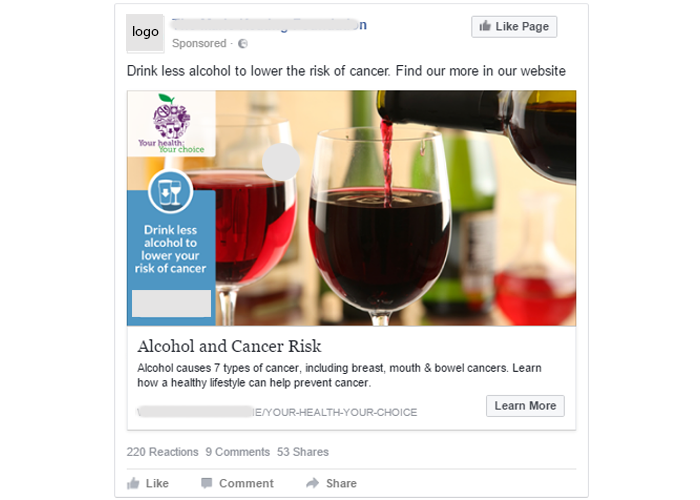 logo
Like Page
Sponsored ·
Drink less alcohol to lower the risk of cancer. Find our more in our website
Your health:
Your choice
Drink less
alcohol to
lower your
risk of cancer
Alcohol and Cancer Risk
Alcohol causes 7 types of cancer, including breast, mouth & bowel cancers. Learn
how a healthy lifestyle can help prevent cancer.
IE/YOUR-HEALTH-YOUR-CHOICE
Learn More
220 Reactions 9 Comments 53 Shares
Like Comment Share